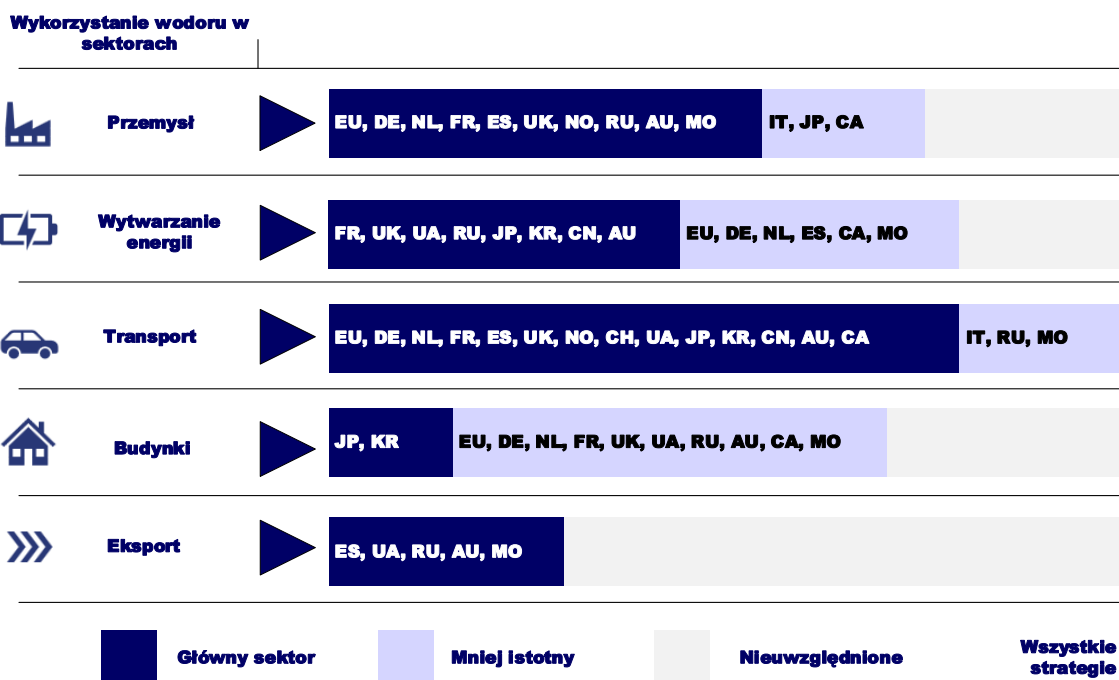 Wykorzystanie wodoru w
sektorach
Przemysł
EU, DE, NL, FR, ES, UK, NO, RU, AU, MO
IT, JP, CA
Wytwarzanie
energii
FR, UK, UA, RU, JP, KR, CN, AU
EU, DE, NL, ES, CA, MO
Transport
EU, DE, NL, FR, ES, UK, NO, CH, UA, JP, KR, CN, AU, CA
IT, RU, MO
Budynki
JP, KR
EU, DE, NL, FR, UK, UA, RU, AU, CA, MO
Eksport
ES, UA, RU, AU, MO
Główny sektor
Mniej istotny
Nieuwzględnione
Wszystkie
strategie